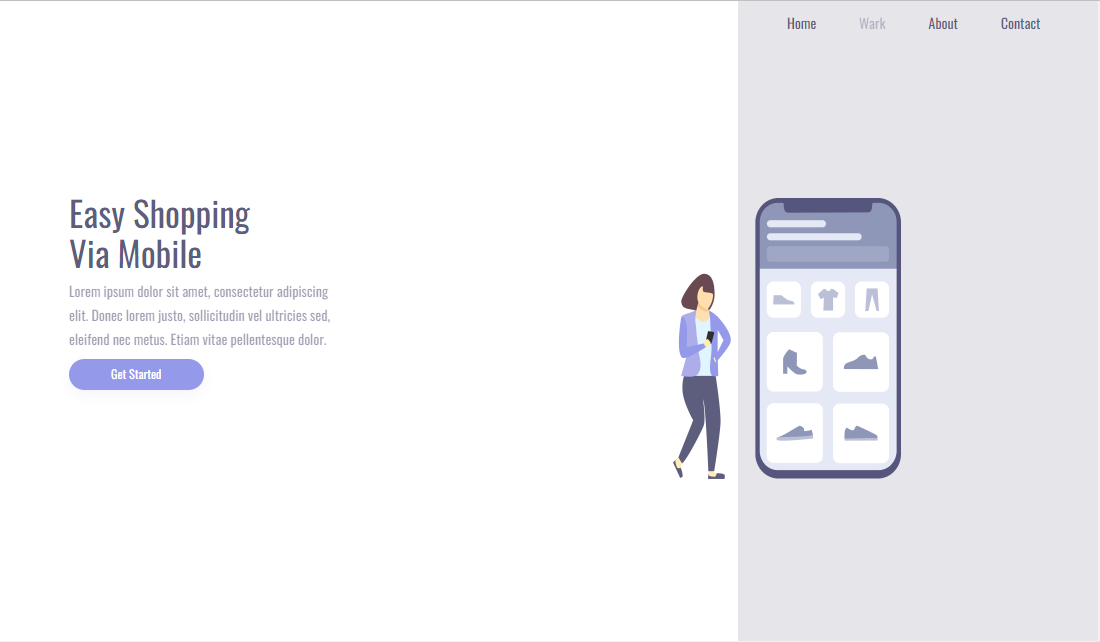 Home Wark About Contact
Easy Shopping
Via Mobile
Lorem ipsum dolor sit amet, consectetur adipiscing
elit. Donec lorem justo, sollicitudin vel ultricies sed,
eleifend nec metus. Etiam vitae pellentesque dolor.
Get Started